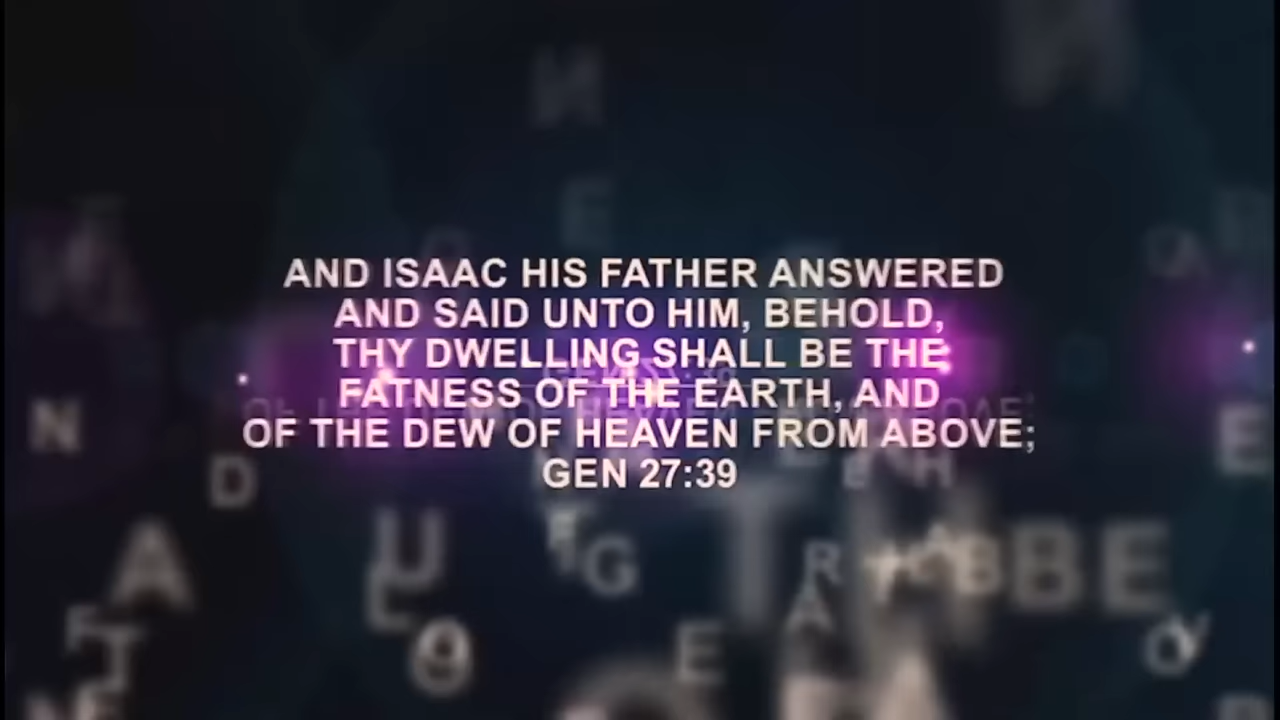 AND ISAAC HIS FATHER ANSWERED
AND SAID UNTO HIM, BEHOLD,
THY DWELLING SHALL BE THE
FATNESS OF THE EARTH, AND
OF THE DEW OF HEAVEN FROM ABOVE;
GEN 27:39